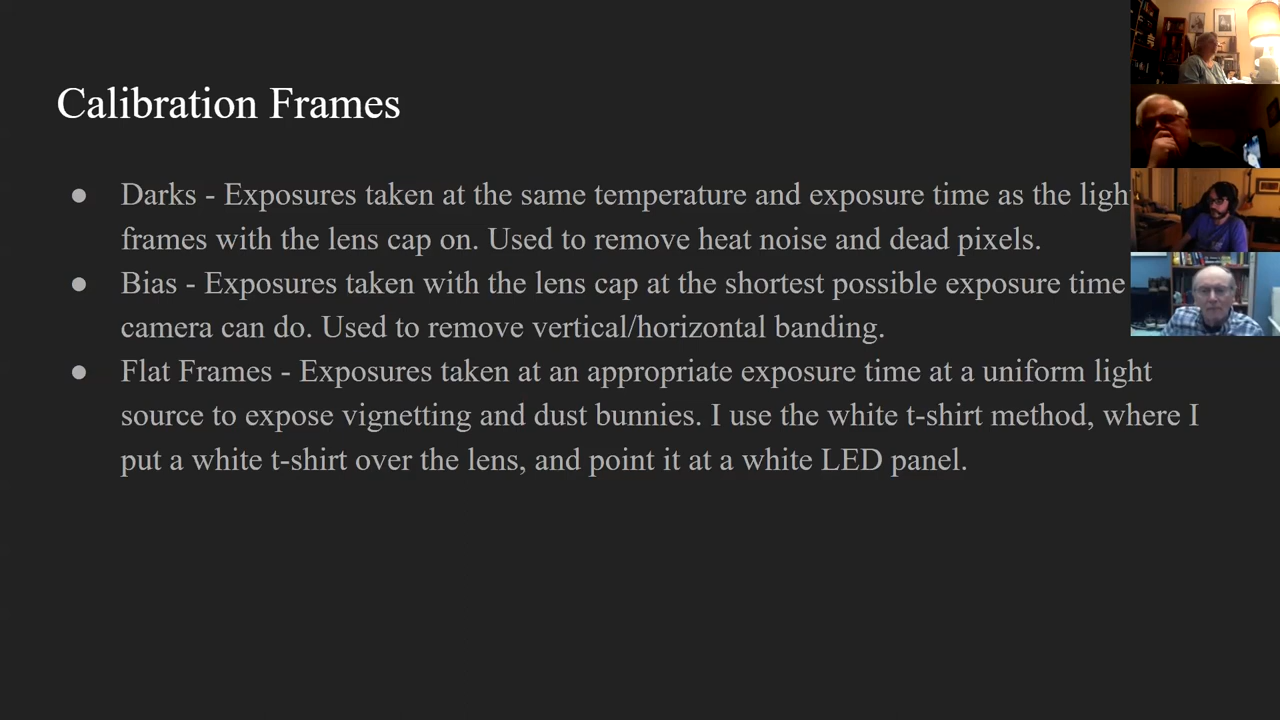 Calibration Frames
● Darks - Exposures taken at the same temperature and exposure time as the
frames with the lens cap on. Used to remove heat noise and dead pixels.
● Bias - Exposures taken with the lens cap at the shortest possible exposure time
camera can do. Used to remove vertical/horizontal banding.
● Flat Frames - Exposures taken at an appropriate exposure time at a uniform light
source to expose vignetting and dust bunnies. I use the white t-shirt method, where I
put a white t-shirt over the lens, and point it at a white LED panel.